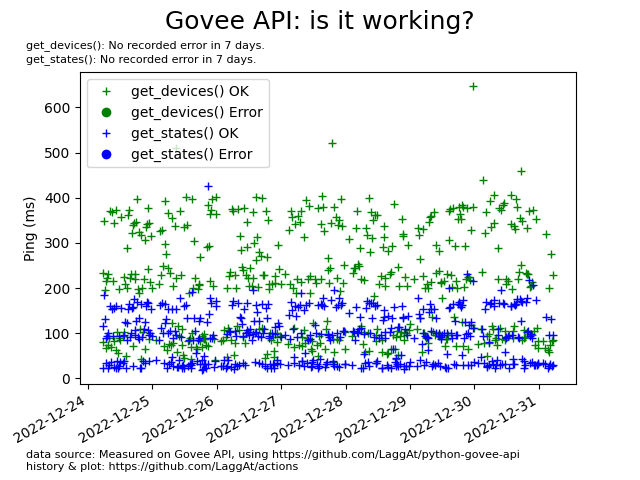 Govee API: is it working?
get_devices(): No recorded error in 7 days.
get_states(): No recorded error in 7 days.
get_devices() OK
get_devices() Error
get_states() OK
get_states() Error
600
500
400
300
200
100
0
Ping (ms)
2022-12-24
2022-12-25
2022-12-26
2022-12-27
2022-12-28
2022-12-29
2022-12-30
2022-12-31
data source: Measured on Govee API, using https://github.com/LaggAt/python-govee-api
history & plot: https://github.com/LaggAt/actions